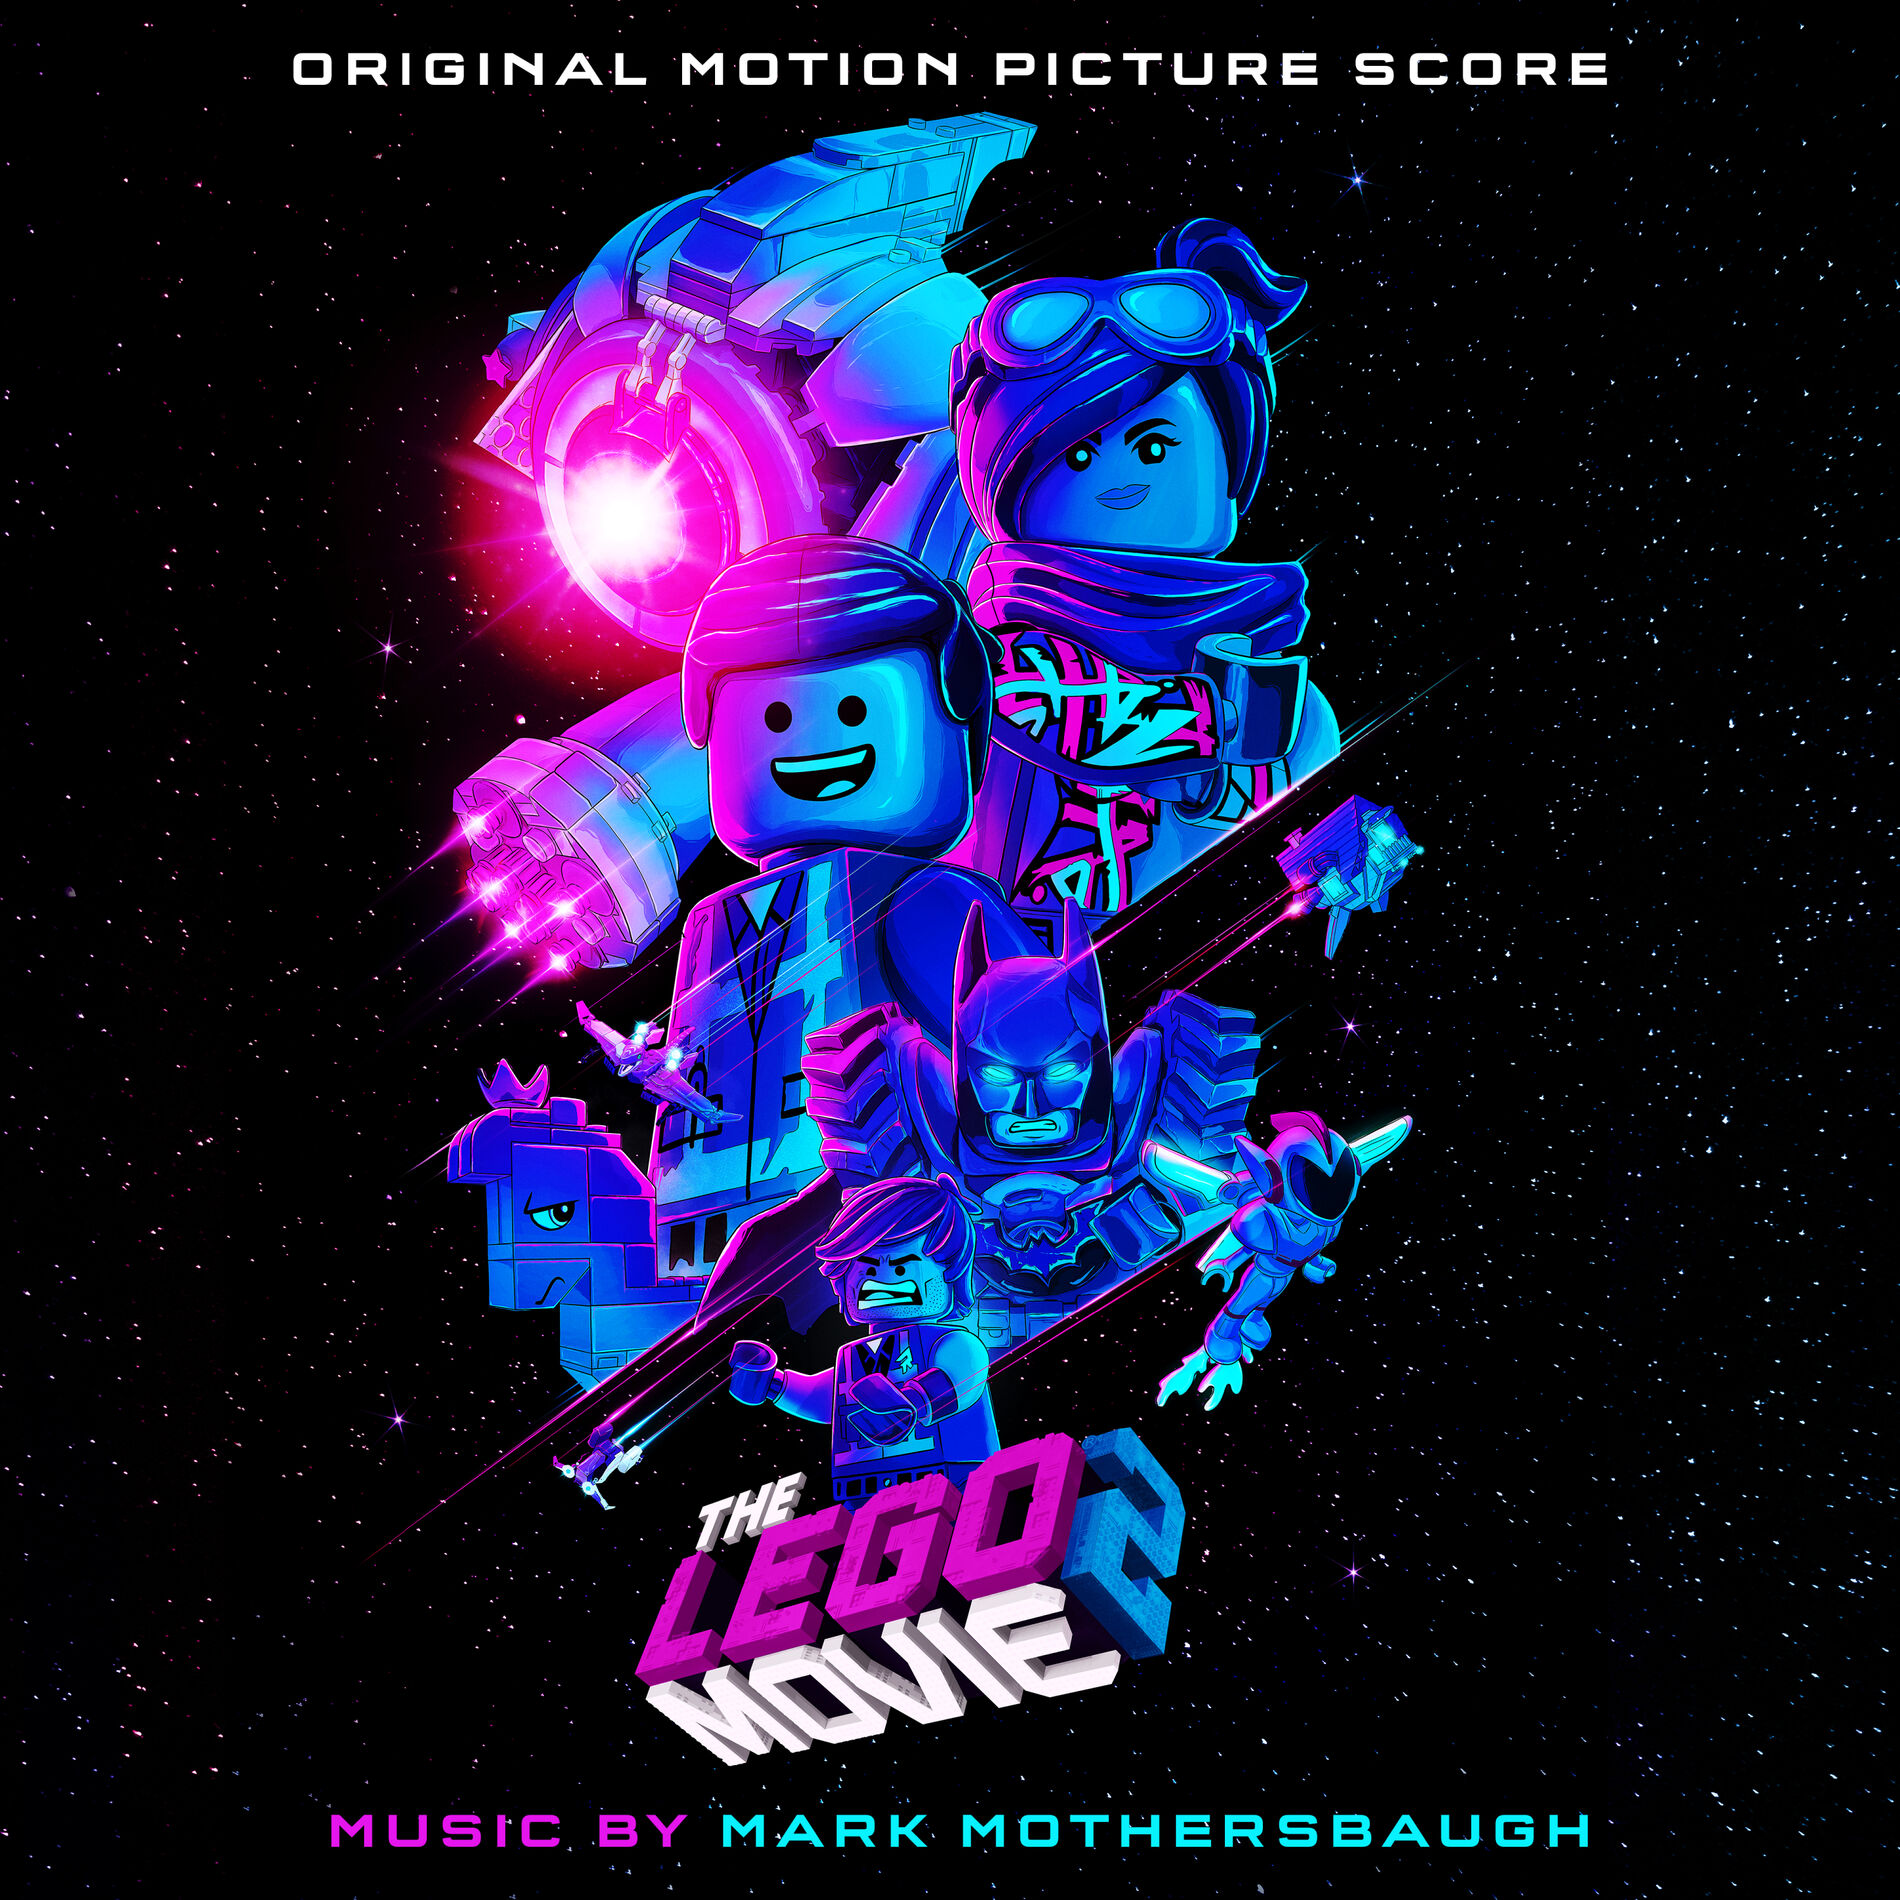 ORIGINAL MOTION PICTURE SCORE
THE
LEGO 2
MOVIE
MUSIC BY MARK MOTHERSBAUGH